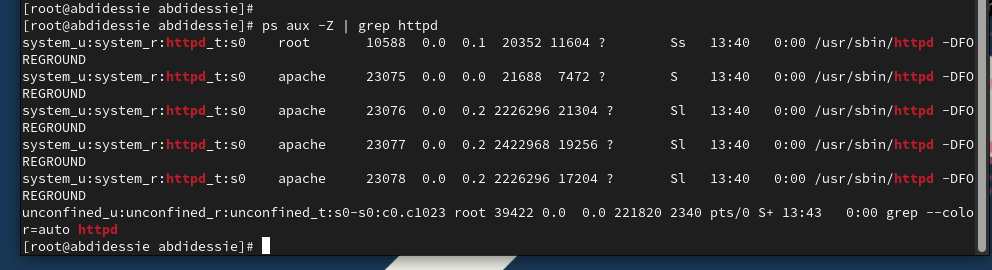 [root@abdidessie abdidessie]#
[root@abdidessie abdidessie]# ps aux -Z | grep httpd
system_u:system_r:httpd_t:s0    root       10588  0.0  0.1  20352 11604 ?       Ss   13:40   0:00 /usr/sbin/httpd -DFO
REGROUND
system_u:system_r:httpd_t:s0    apache     23075  0.0  0.0  21688  7472 ?       S    13:40   0:00 /usr/sbin/httpd -DFO
REGROUND
system_u:system_r:httpd_t:s0    apache     23076  0.0  0.2 2226296 21304 ?      Sl   13:40   0:00 /usr/sbin/httpd -DFO
REGROUND
system_u:system_r:httpd_t:s0    apache     23077  0.0  0.2 2422968 19256 ?      Sl   13:40   0:00 /usr/sbin/httpd -DFO
REGROUND
system_u:system_r:httpd_t:s0    apache     23078  0.0  0.2 2226296 17204 ?      Sl   13:40   0:00 /usr/sbin/httpd -DFO
REGROUND
unconfined_u:unconfined_r:unconfined_t:s0-s0:c0.c1023 root 39422 0.0  0.0 221820 2340 pts/0 S+ 13:43   0:00 grep --colo
r=auto httpd
[root@abdidessie abdidessie]#